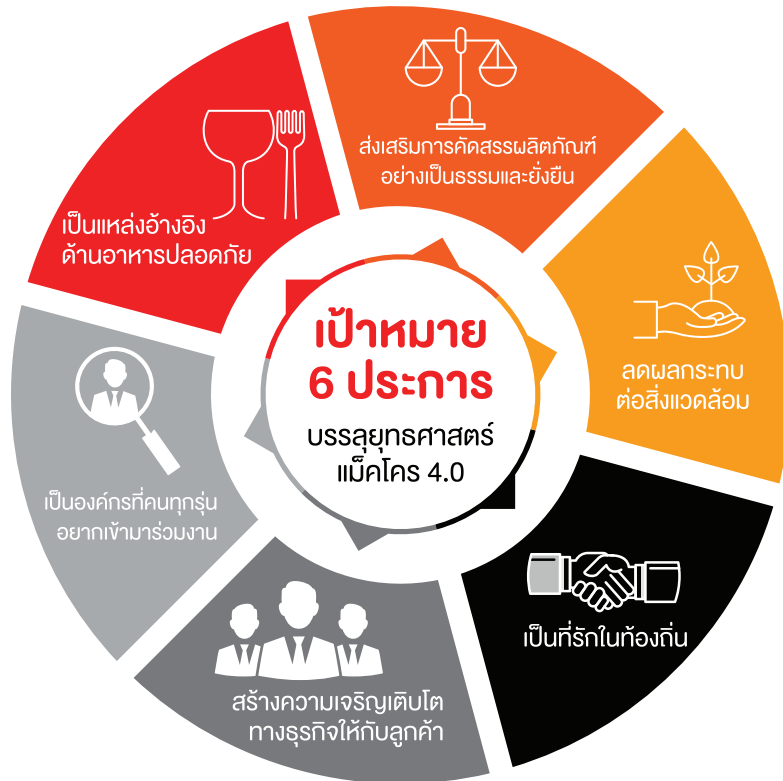 เป้าหมาย
6 ประการ
บรรลุยุทธศาสตร์
แม็คโคร 4.0
เป็นแหล่งอ้างอิง
ด้านอาหารปลอดภัย
ส่งเสริมการคัดสรรผลิตภัณฑ์
อย่างเป็นธรรมและยั่งยืน
ลดผลกระทบ
ต่อสิ่งแวดล้อม
เป็นที่รักในท้องถิ่น
สร้างความเจริญเติบโต
ทางธุรกิจให้กับลูกค้า
เป็นองค์กรที่คนทุกรุ่น
อยากเข้ามาร่วมงาน